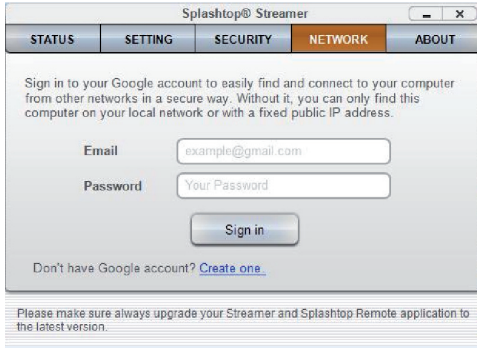 Splashtop® Streamer
STATUS SETTING SECURITY NETWORK ABOUT
Sign in to your Google account to easily find and connect to your computer
from other networks in a secure way. Without it, you can only find this
computer on your local network or with a fixed public IP address.
Email example@gmail.com
Password Your Password
Sign in
Don't have Google account? Create one.
Please make sure always upgrade your Streamer and Splashtop Remote application to
the latest version.